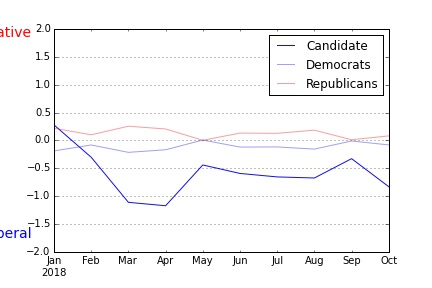 2.0
1.5
1.0
0.5
0.0
−0.5
−1.0
−1.5
−2.0
ative
beral
Candidate
Democrats
Republicans
Jan Feb Mar Apr May Jun Jul Aug Sep Oct
2018